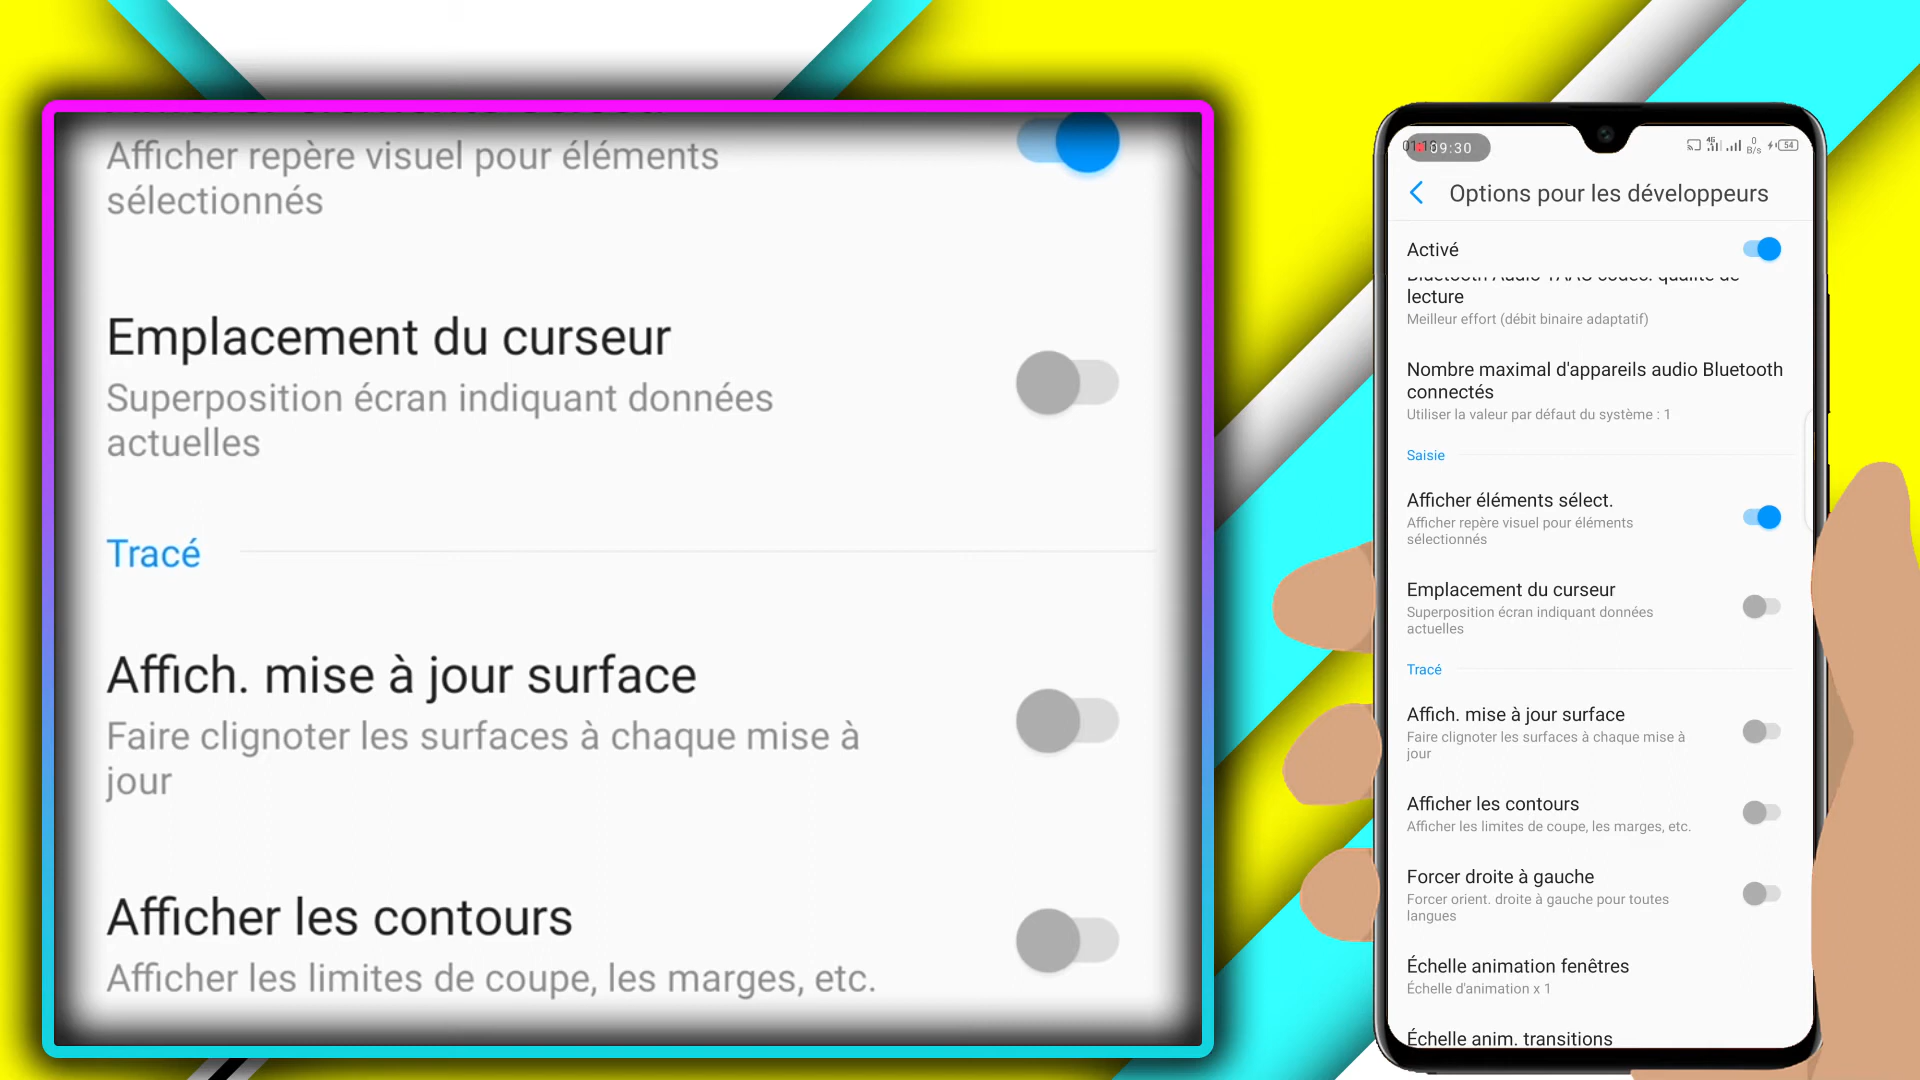 Afficher repère visuel pour éléments
sélectionnés
Emplacement du curseur
Superposition écran indiquant données
actuelles
Tracé
Affich. mise à jour surface
Faire clignoter les surfaces à chaque mise à
jour
Afficher les contours
Afficher les limites de coupe, les marges, etc.
09:30
0
B/s
54
Options pour les développeurs
Activé
lecture
Meilleur effort (débit binaire adaptatif)
Nombre maximal d'appareils audio Bluetooth
connectés
Utiliser la valeur par défaut du système : 1
Saisie
Afficher éléments sélect.
Afficher repère visuel pour éléments
sélectionnés
Emplacement du curseur
Superposition écran indiquant données
actuelles
Tracé
Affich. mise à jour surface
Faire clignoter les surfaces à chaque mise à
jour
Afficher les contours
Afficher les limites de coupe, les marges, etc.
Forcer droite à gauche
Forcer orient. droite à gauche pour toutes
langues
Échelle animation fenêtres
Échelle d'animation x 1
Échelle anim. transitions